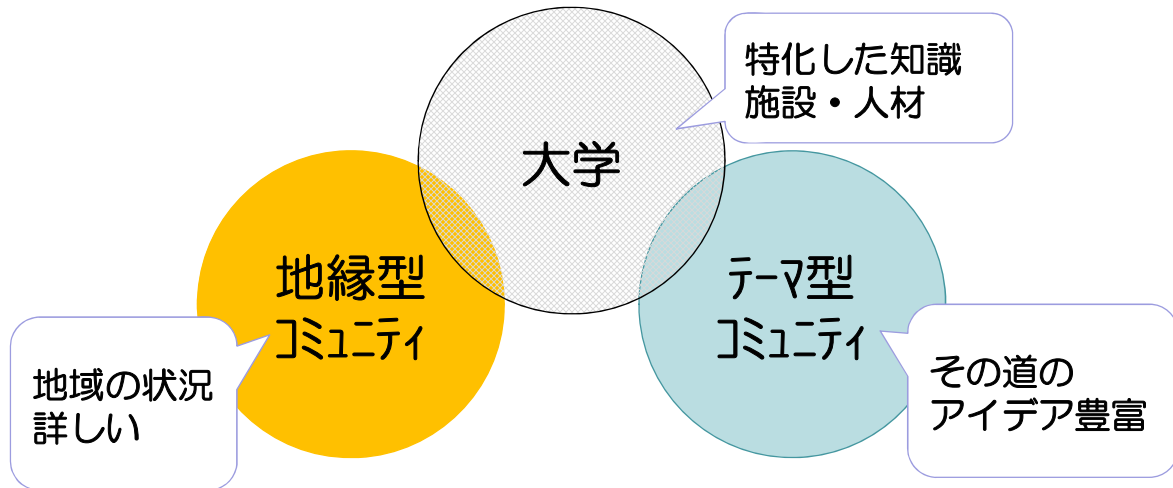 特化した知識
施設・人材
大学
地縁型
コミュニティ
テーマ型
コミュニティ
地域の状況
詳しい
その道の
アイデア豊富